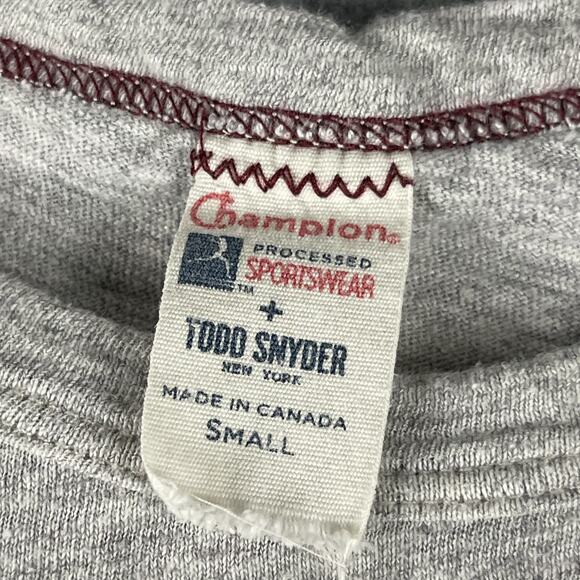 Champion®
PROCESSED
SPORTSWEAR
™
+
TODD SNYDER
NEW YORK
MADE IN CANADA
SMALL